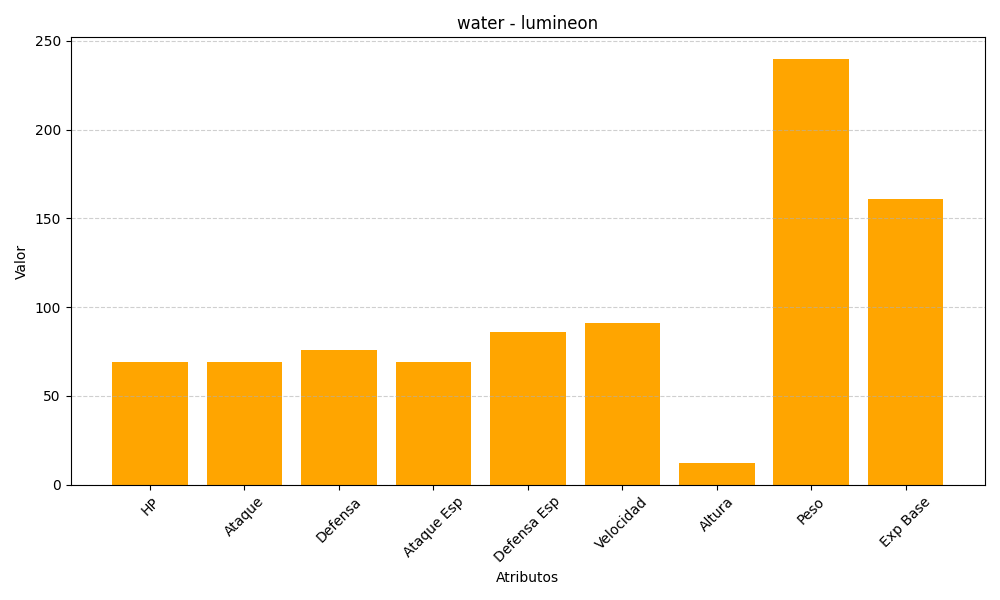 water - lumineon
Valor
250
200
150
100
50
0
HP
Ataque
Defensa
Ataque Esp
Defensa Esp
Velocidad
Altura
Peso
Exp Base
Atributos